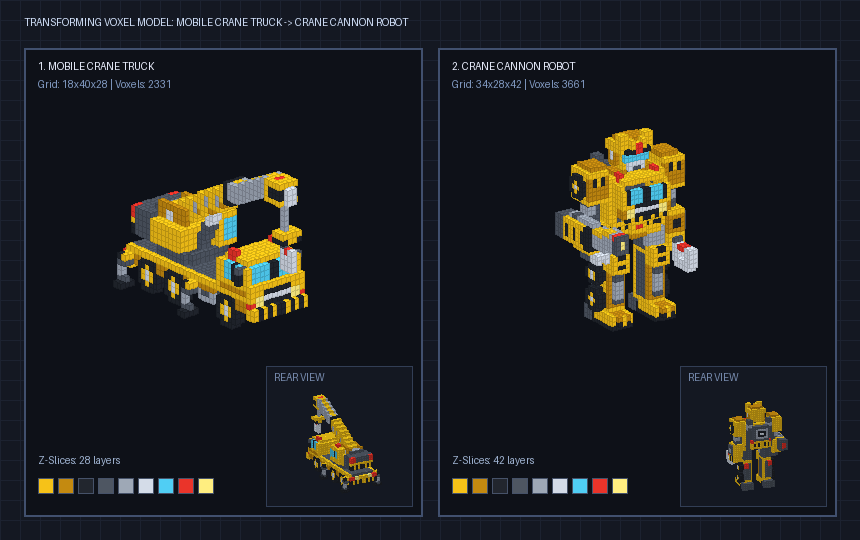 TRANSFORMING VOXEL MODEL: MOBILE CRANE TRUCK -> CRANE CANNON ROBOT
1. MOBILE CRANE TRUCK
Grid: 18x40x28 | Voxels: 2331
REAR VIEW
Z-Slices: 28 layers
2. CRANE CANNON ROBOT
Grid: 34x28x42 | Voxels: 3661
REAR VIEW
Z-Slices: 42 layers